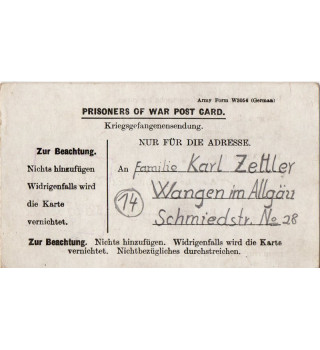 Army Form W3054 (German)
PRISONERS OF WAR POST CARD.
Kriegsgefangenensendung.
NUR FÜR DIE ADRESSE.
Zur Beachtung.
Nichts hinzufügen
Widrigenfalls wird
die Karte
vernichtet.
An Familie Karl Zettler
Wangen im Allgäu
Schmiedstr. No 28
14
Zur Beachtung. Nichts hinzufügen. Widrigenfalls wird die Karte
vernichtet. Nichtbezügliches durchstreichen.